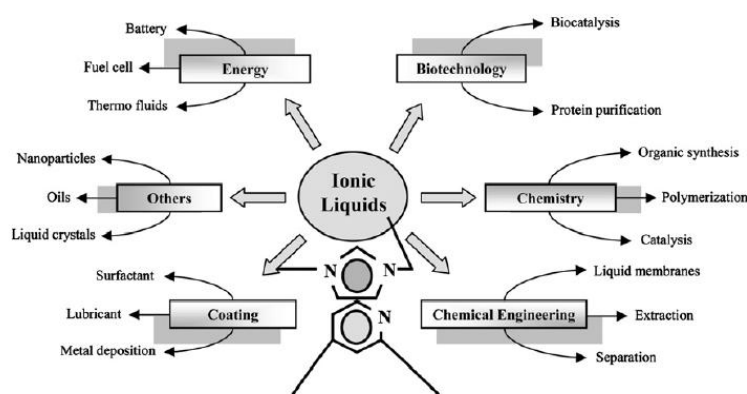 Battery
Fuel cell
Thermo fluids
Energy
Biotechnology
Biocatalysis
Protein purification
Nanoparticles
Oils
Liquid crystals
Others
Ionic
Liquids
Chemistry
Organic synthesis
Polymerization
Catalysis
Surfactant
Lubricant
Metal deposition
Coating
N
N
N
Chemical Engineering
Liquid membranes
Extraction
Separation